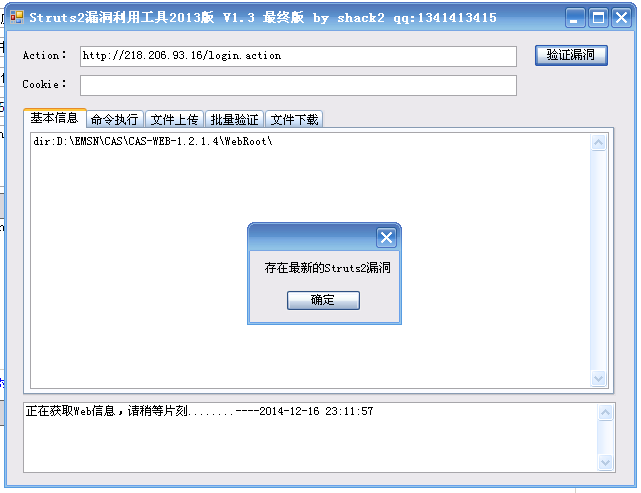 Struts2漏洞利用工具2013版 V1.3 最终版 by shack2 qq:1341413415
Action: http://218.206.93.16/login.action 验证漏洞
Cookie:
基本信息 命令执行 文件上传 批量验证 文件下载
dir:D:\EMSN\CAS\CAS-WEB-1.2.1.4\WebRoot\
存在最新的Struts2漏洞
确定
正在获取Web信息,请稍等片刻........----2014-12-16 23:11:57